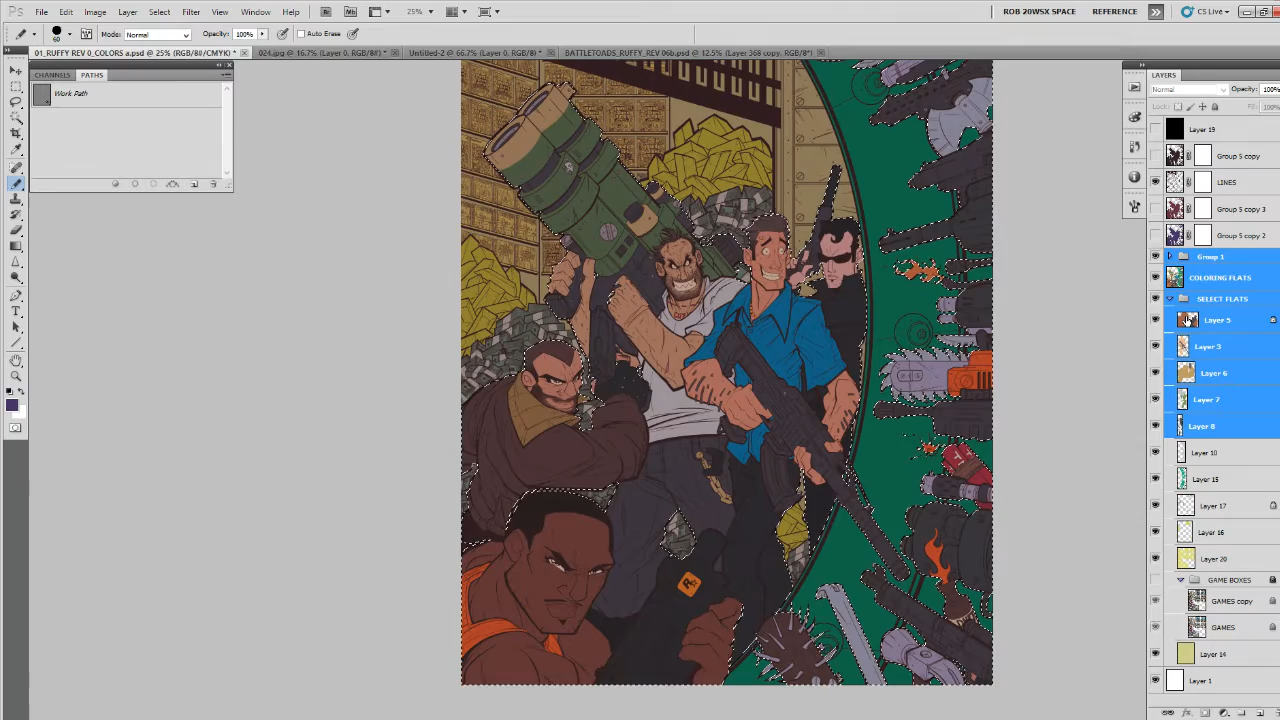 Ps File Edit Image Layer Select Filter View Window Help Br Mb 25% ROB 20WSX SPACE REFERENCE CS Live
60 Mode: Normal Opacity: 100% Auto Erase
01_RUFFY REV 0_COLORS a.psd @ 25% (RGB/8#/CMYK) * 024.jpg @ 16.7% (Layer 0, RGB/8#) * Untitled-2 @ 66.7% (Layer 0, RGB/8) * BATTLETOADS_RUFFY_REV 06b.psd @ 12.5% (Layer 368 copy, RGB/8*)
CHANNELS PATHS
Work Path
LAYERS
Normal Opacity: 100%
Lock: Fill: 100%
Layer 19
Group 5 copy
LINES
Group 5 copy 3
Group 5 copy 2
Group 1
COLORING FLATS
SELECT FLATS
Layer 5
Layer 3
Layer 6
Layer 7
Layer 8
Layer 10
Layer 15
Layer 17
Layer 16
Layer 20
GAME BOXES
GAMES copy
GAMES
Layer 14
Layer 1
R